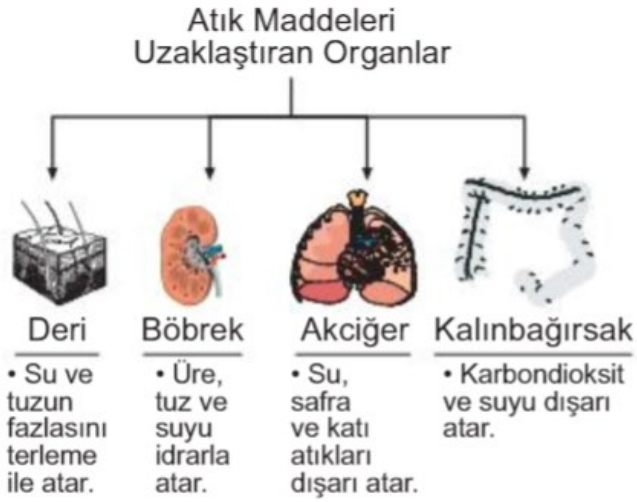 Atık Maddeleri
Uzaklaştıran Organlar
Deri
• Su ve
tuzun
fazlasını
terleme
ile atar.
Böbrek
• Üre,
tuz ve
suyu
idrarla
atar.
Akciğer
• Su,
safra
ve katı
atıkları
dışarı atar.
Kalınbağırsak
• Karbondioksit
ve suyu dışarı
atar.